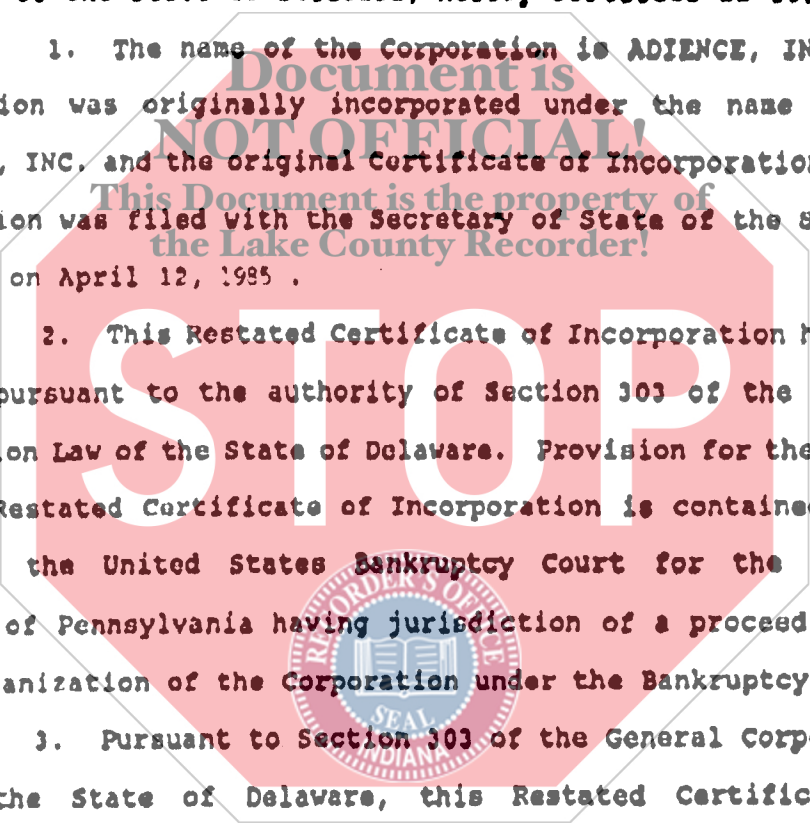 1. The name of the Corporation is ADIENCE, IN
Document is
ion was originally incorporated under the name
NOT OFFICIAL!
, INC. and the original Certificate of Incorporation
This Document is the property of
ion was filed with the Secretary of State of the S
the Lake County Recorder!
on April 12, 1985 .
2. This Restated Certificate of Incorporation
pursuant to the authority of Section 303 of the
STOP
ion Law of the State of Delaware. Provision for the
Restated Certificate of Incorporation is contained
the United States Bankruptcy Court for the
RECORDER'S OFFICE
of Pennsylvania having jurisdiction of a proceed
anization of the Corporation under the Bankruptcy
SEAL
3. Pursuant to Section 303 of the General Corp
INDIANA
the State of Delaware, this Restated Certific